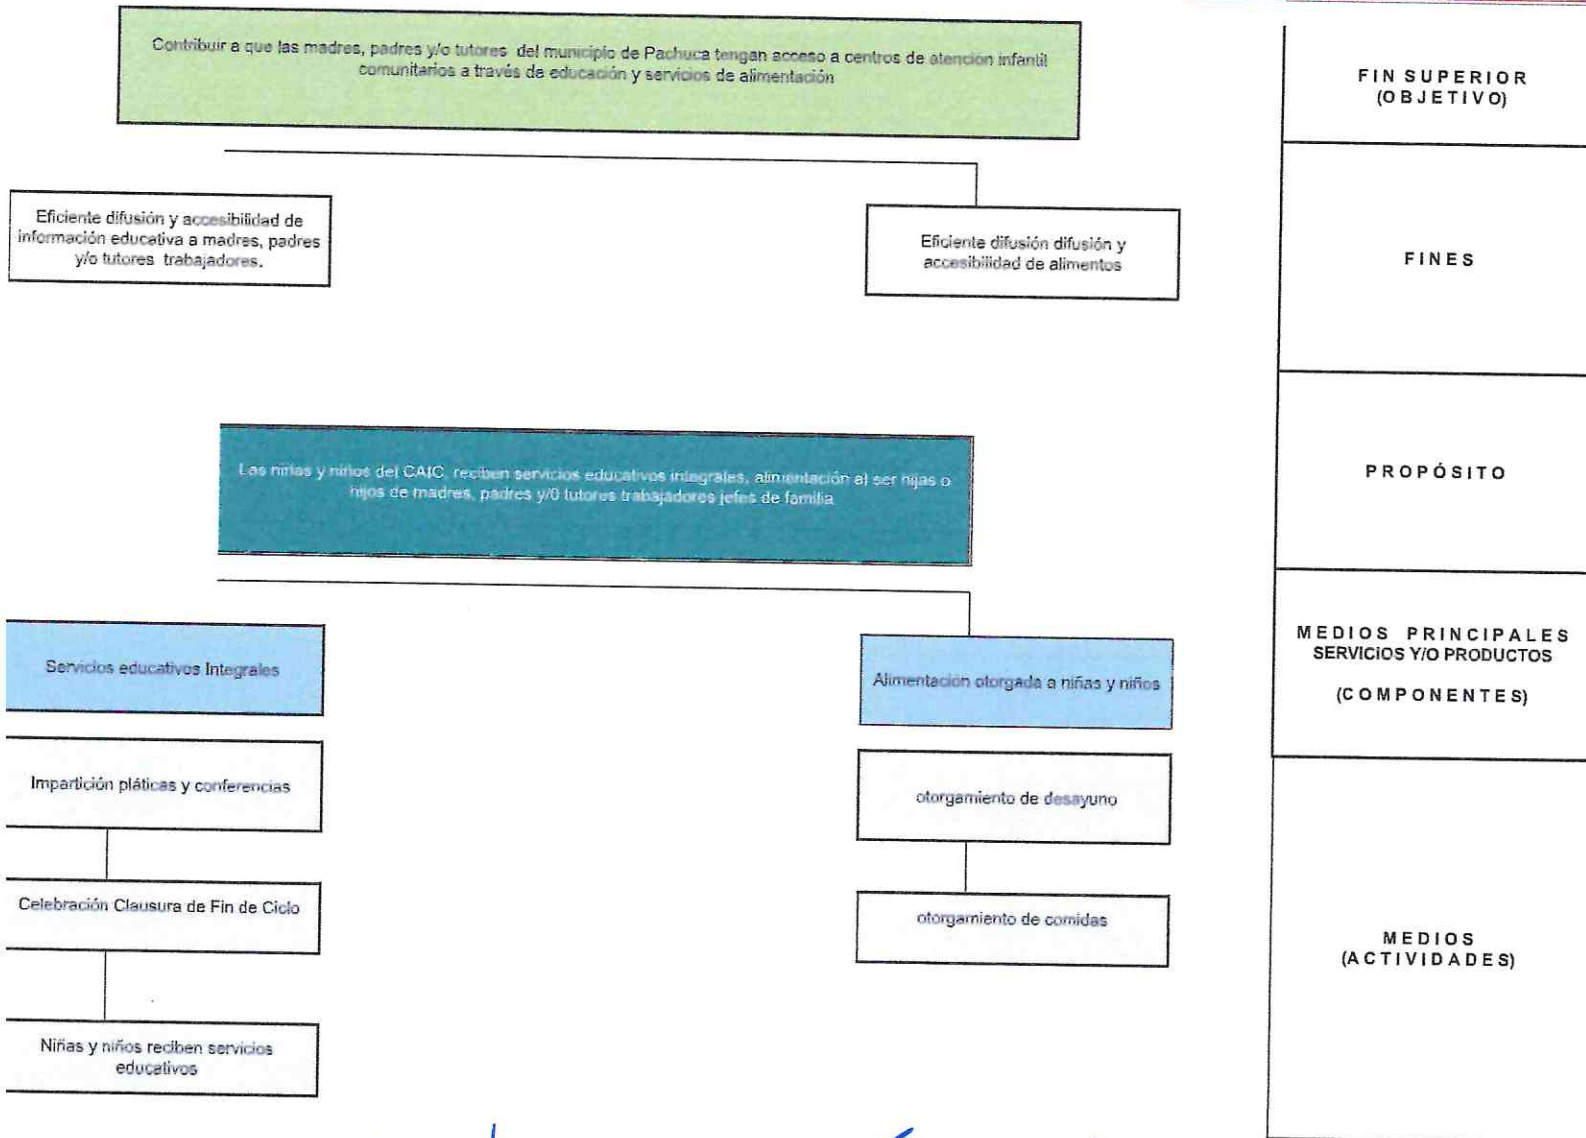 Contribuir a que las madres, padres y/o tutores del municipio de Pachuca tengan acceso a centros de atención infantil
comunitarios a través de educación y servicios de alimentación
FIN SUPERIOR
(OBJETIVO)
Eficiente difusión y accesibilidad de
información educativa a madres, padres
y/o tutores trabajadores.
Eficiente difusión difusión y
accesibilidad de alimentos
FINES
Las niñas y niños del CAIC, reciben servicios educativos integrales, alimentación al ser hijas o
hijos de madres, padres y/0 tutores trabajadores jefes de familia
PROPÓSITO
Servicios educativos Integrales
Alimentación otorgada a niñas y niños
MEDIOS PRINCIPALES
SERVICIOS Y/O PRODUCTOS
(COMPONENTES)
Impartición pláticas y conferencias
otorgamiento de desayuno
Celebración Clausura de Fin de Ciclo
otorgamiento de comidas
MEDIOS
(ACTIVIDADES)
Niñas y niños reciben servicios
educativos